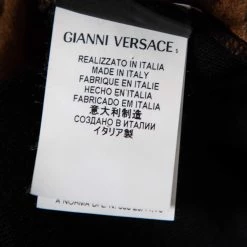 GIANNI VERSACE S
REALIZZATO IN ITALIA
MADE IN ITALY
FABRIQUE EN ITALIE
HECHO EN ITALIA
FABRICADO EM ITALIA
意大利制造
СОЗДАНО В ИТАЛИИ
イタリア製
A NORMA